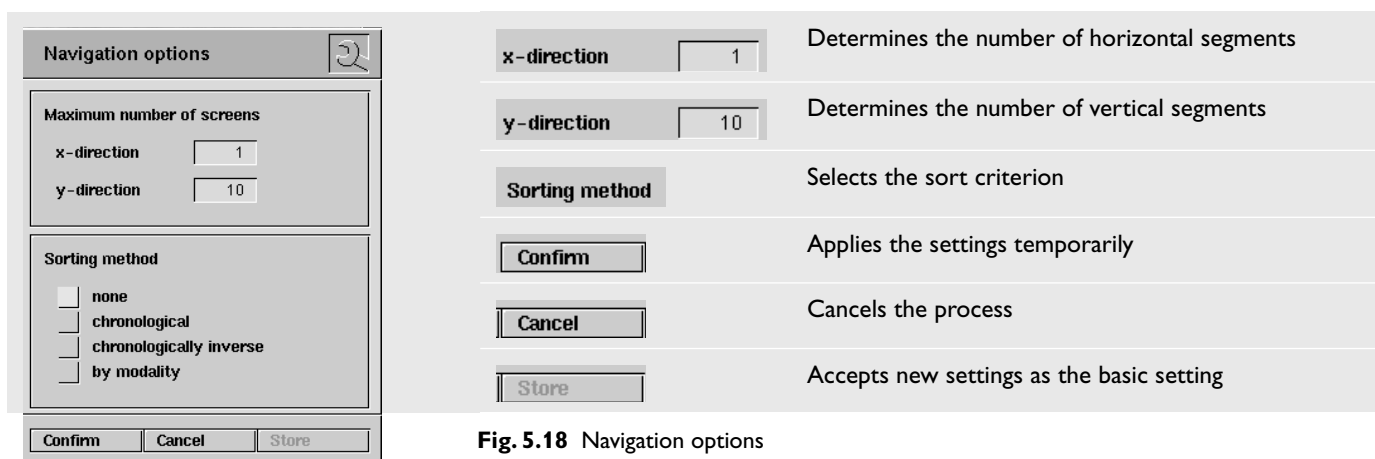 Navigation options
Maximum number of screens
x-direction 1
y-direction 10
Sorting method
none
chronological
chronologically inverse
by modality
Confirm Cancel Store
x-direction 1 Determines the number of horizontal segments
y-direction 10 Determines the number of vertical segments
Sorting method Selects the sort criterion
Confirm Applies the settings temporarily
Cancel Cancels the process
Store Accepts new settings as the basic setting
Fig. 5.18 Navigation options